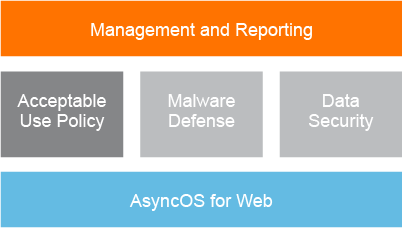 Management and Reporting
Acceptable
Use Policy
Malware
Defense
Data
Security
AsyncOS for Web